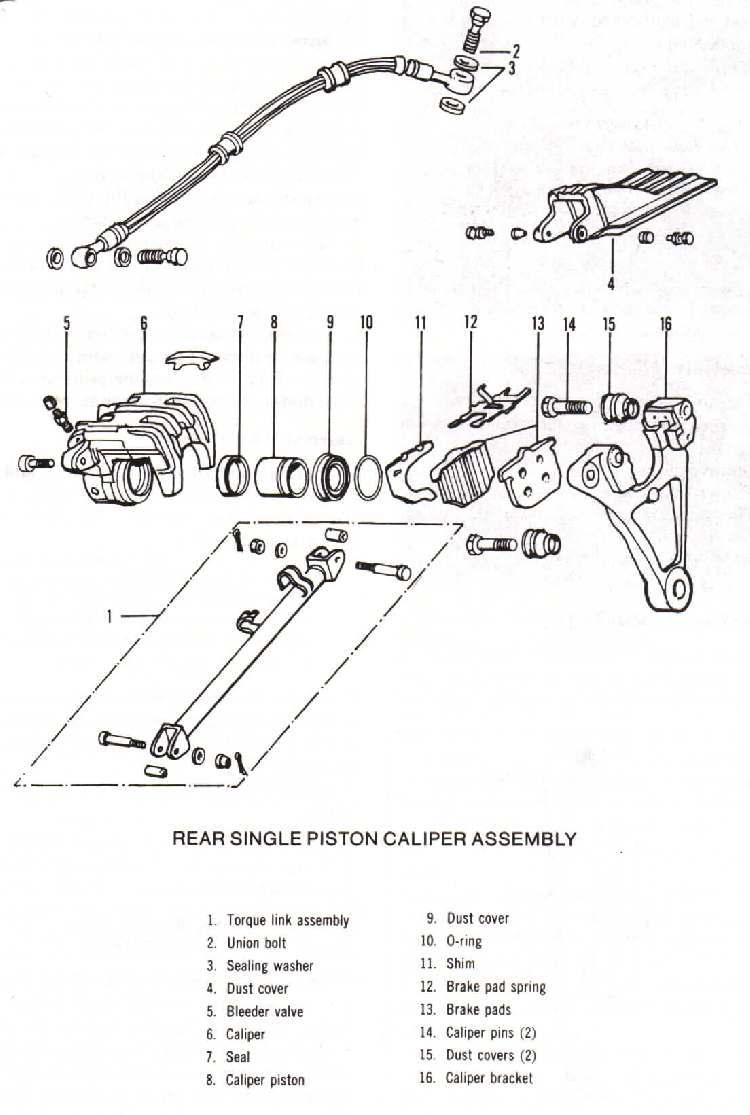 2
3
4
5 6 7 8 9 10 11 12 13 14 15 16
1
REAR SINGLE PISTON CALIPER ASSEMBLY
1. Torque link assembly
2. Union bolt
3. Sealing washer
4. Dust cover
5. Bleeder valve
6. Caliper
7. Seal
8. Caliper piston
9. Dust cover
10. O-ring
11. Shim
12. Brake pad spring
13. Brake pads
14. Caliper pins (2)
15. Dust covers (2)
16. Caliper bracket